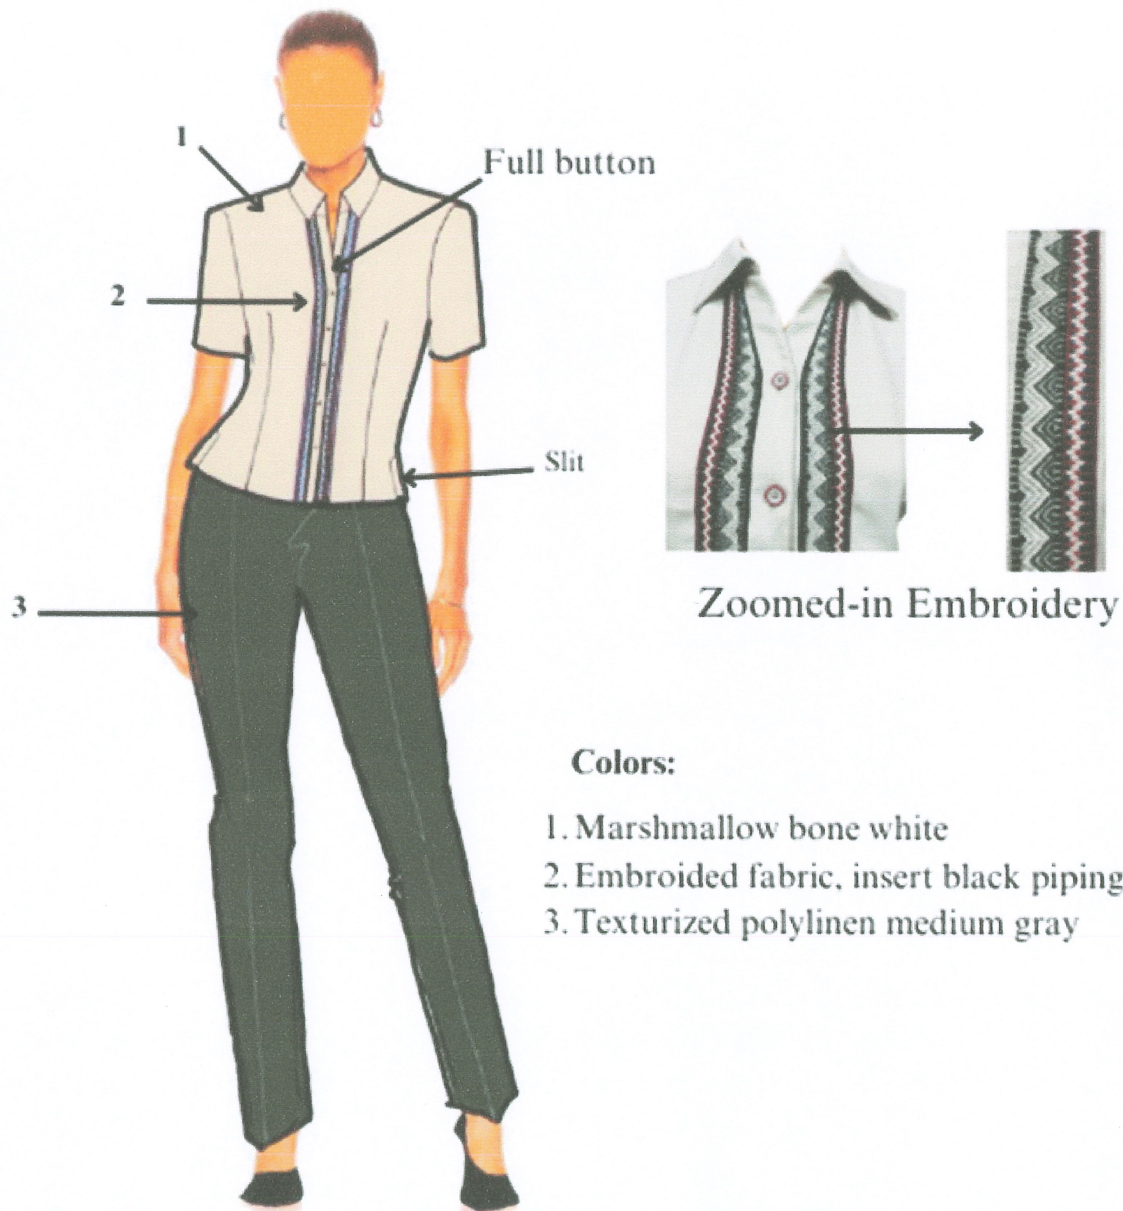 1
Full button
2
Slit
3
Zoomed-in Embroidery
Colors:
1. Marshmallow bone white
2. Embroided fabric, insert black piping
3. Texturized polylinen medium gray